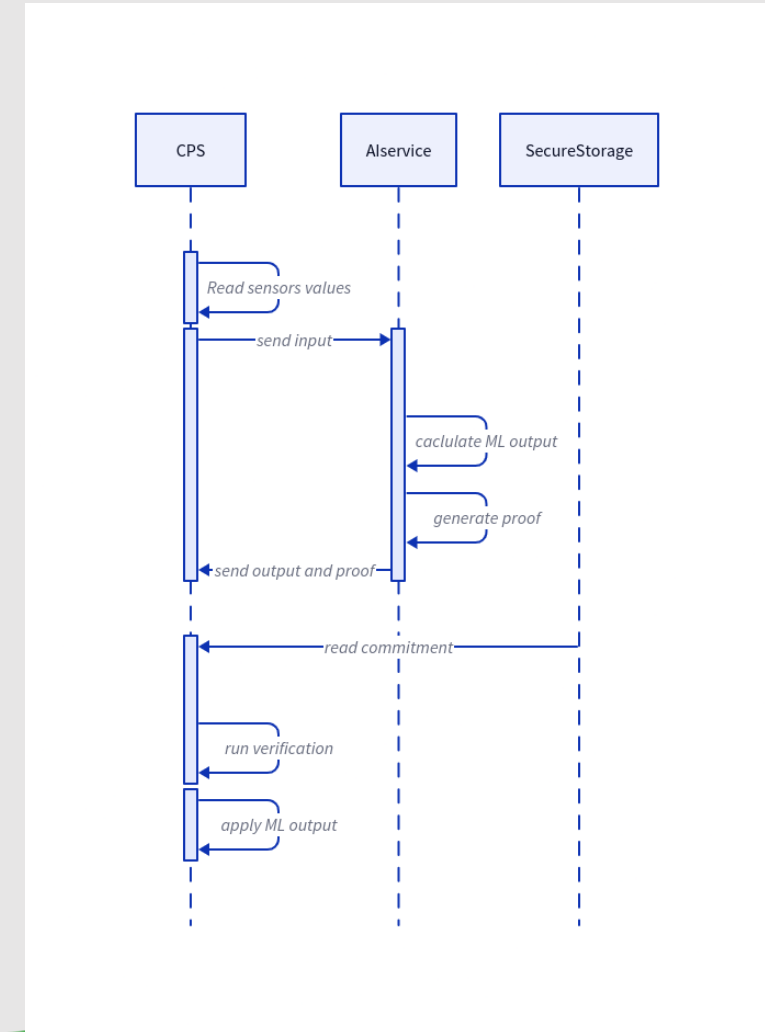 CPS
AIservice
SecureStorage
Read sensors values
send input
caclulate ML output
generate proof
send output and proof
read commitment
run verification
apply ML output